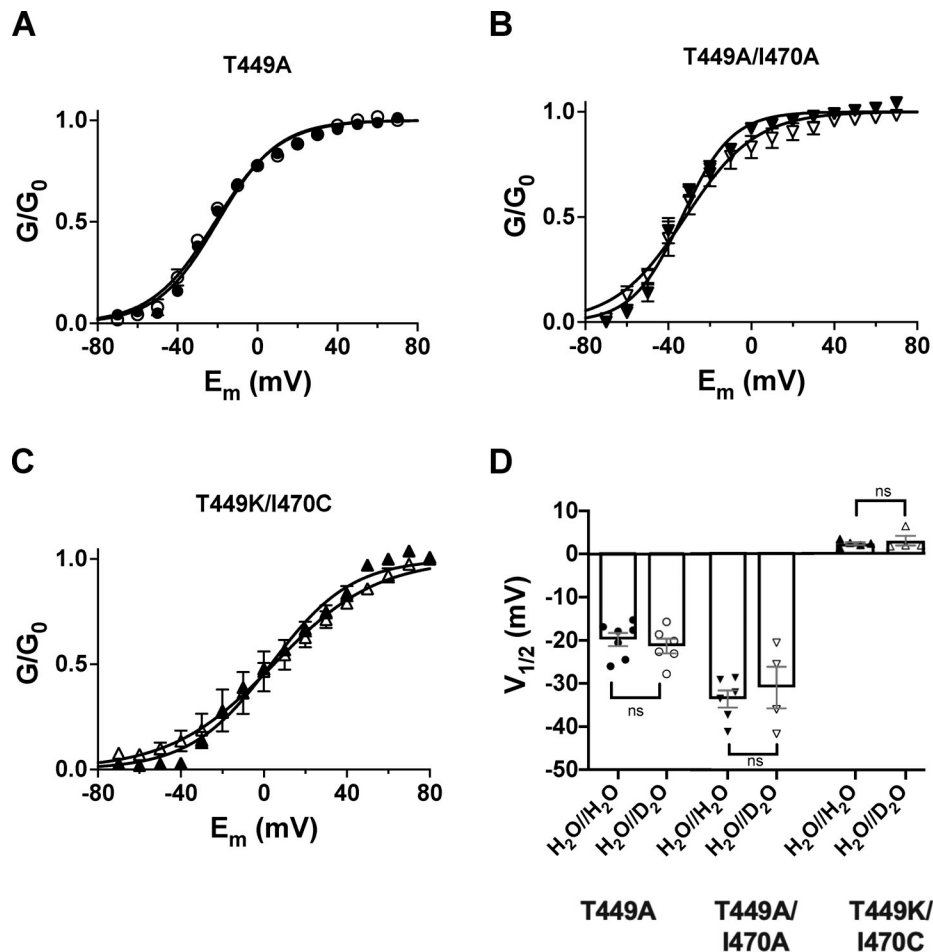 A
T449A
G/G0
1.0
0.5
0.0
-80 -40 0 40 80
Em (mV)
B
T449A/I470A
G/G0
1.0
0.5
0.0
-80 -40 0 40 80
Em (mV)
C
T449K/I470C
G/G0
1.0
0.5
0.0
-80 -40 0 40 80
Em (mV)
D
V1/2 (mV)
10
0
-10
-20
-30
-40
-50
ns
ns
ns
H2O//H2O
H2O//D2O
H2O//H2O
H2O//D2O
H2O//H2O
H2O//D2O
T449A
T449A/
I470A
T449K/
I470C